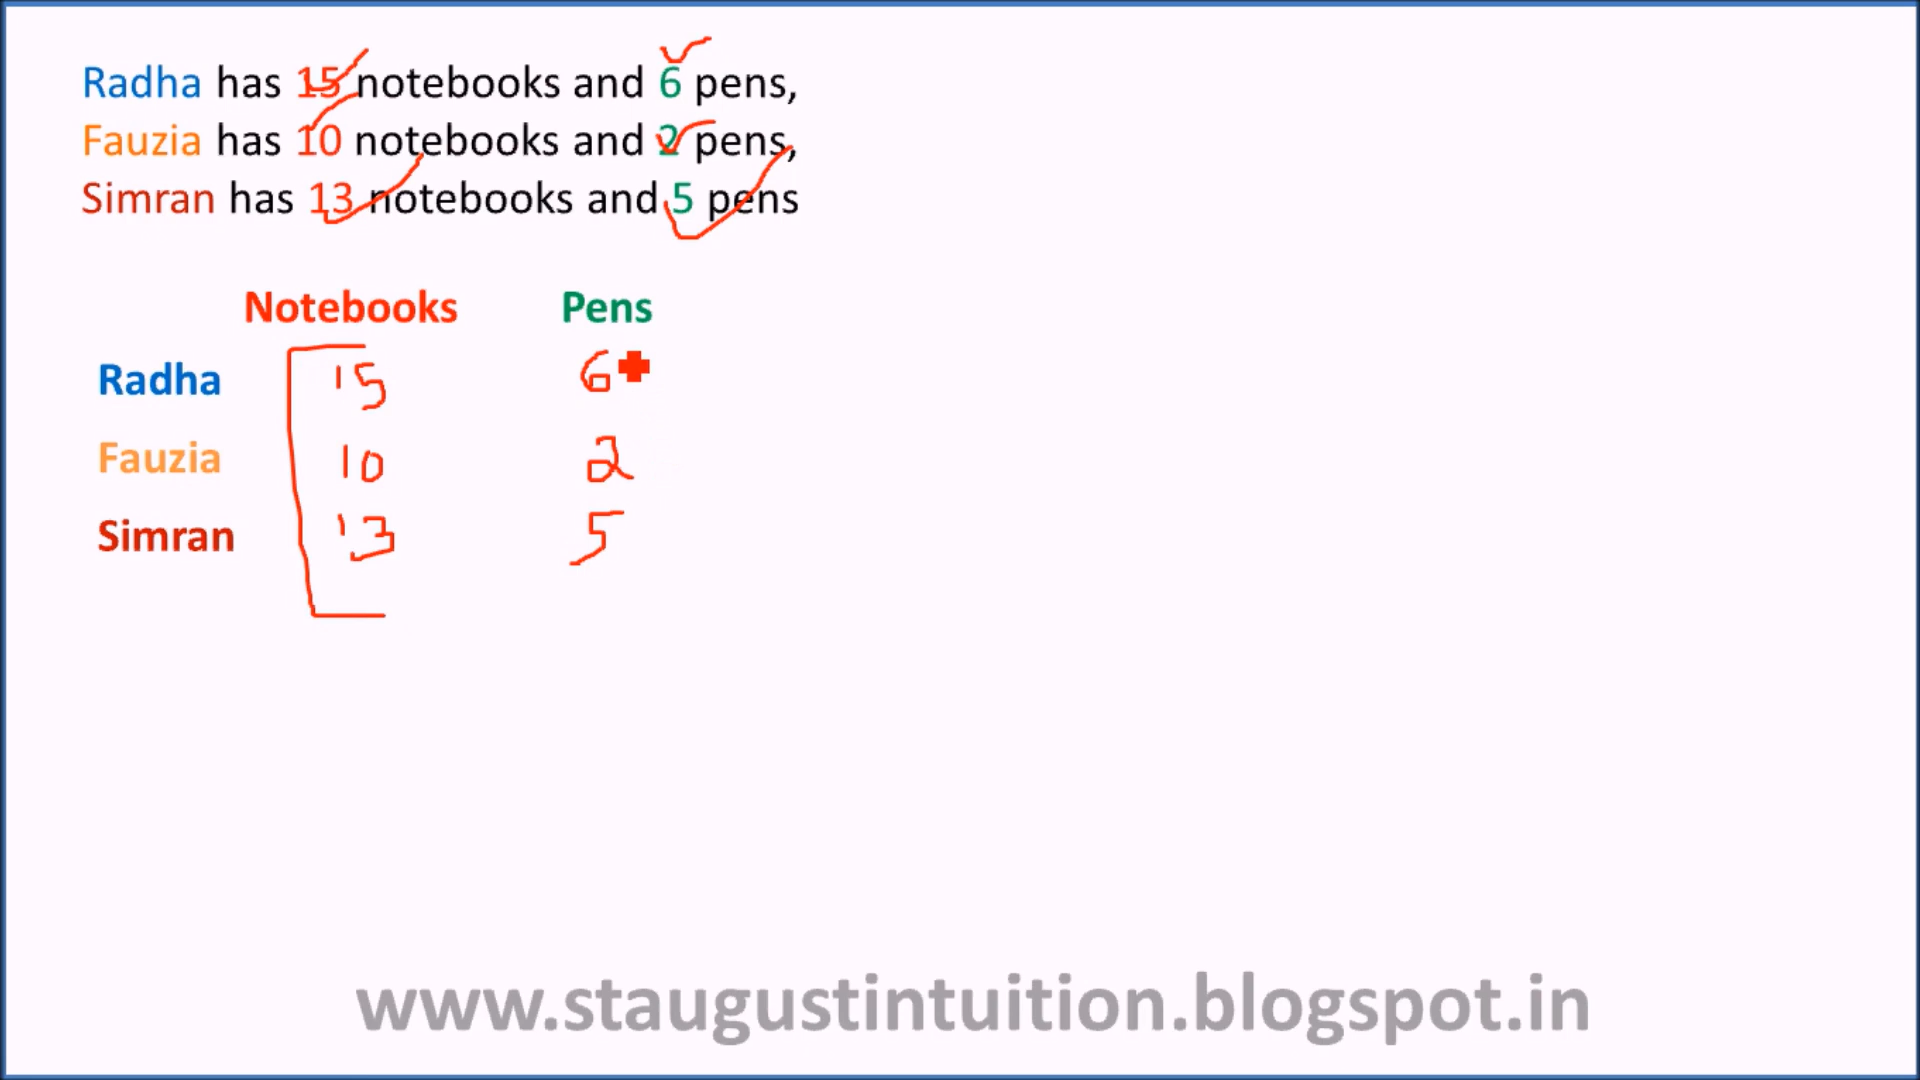 Radha has 15 notebooks and 6 pens,
Fauzia has 10 notebooks and 2 pens,
Simran has 13 notebooks and 5 pens
Notebooks Pens
Radha 15 6
Fauzia 10 2
Simran 13 5
www.staugustintuition.blogspot.in